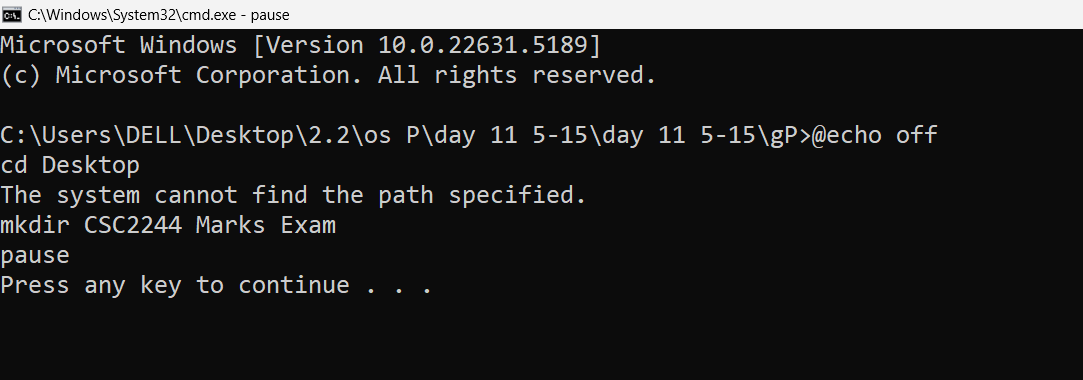 C:\Windows\System32\cmd.exe - pause
Microsoft Windows [Version 10.0.22631.5189]
(c) Microsoft Corporation. All rights reserved.
C:\Users\DELL\Desktop\2.2\os P\day 11 5-15\day 11 5-15\gP>@echo off
cd Desktop
The system cannot find the path specified.
mkdir CSC2244 Marks Exam
pause
Press any key to continue . . .